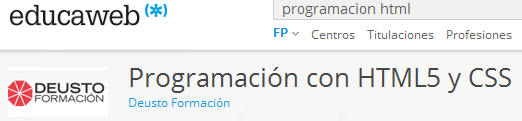 educaweb(*)
programacion html
FP Centros Titulaciones Profesiones
DEUSTO
FORMACIÓN
Programación con HTML5 y CSS
Deusto Formación